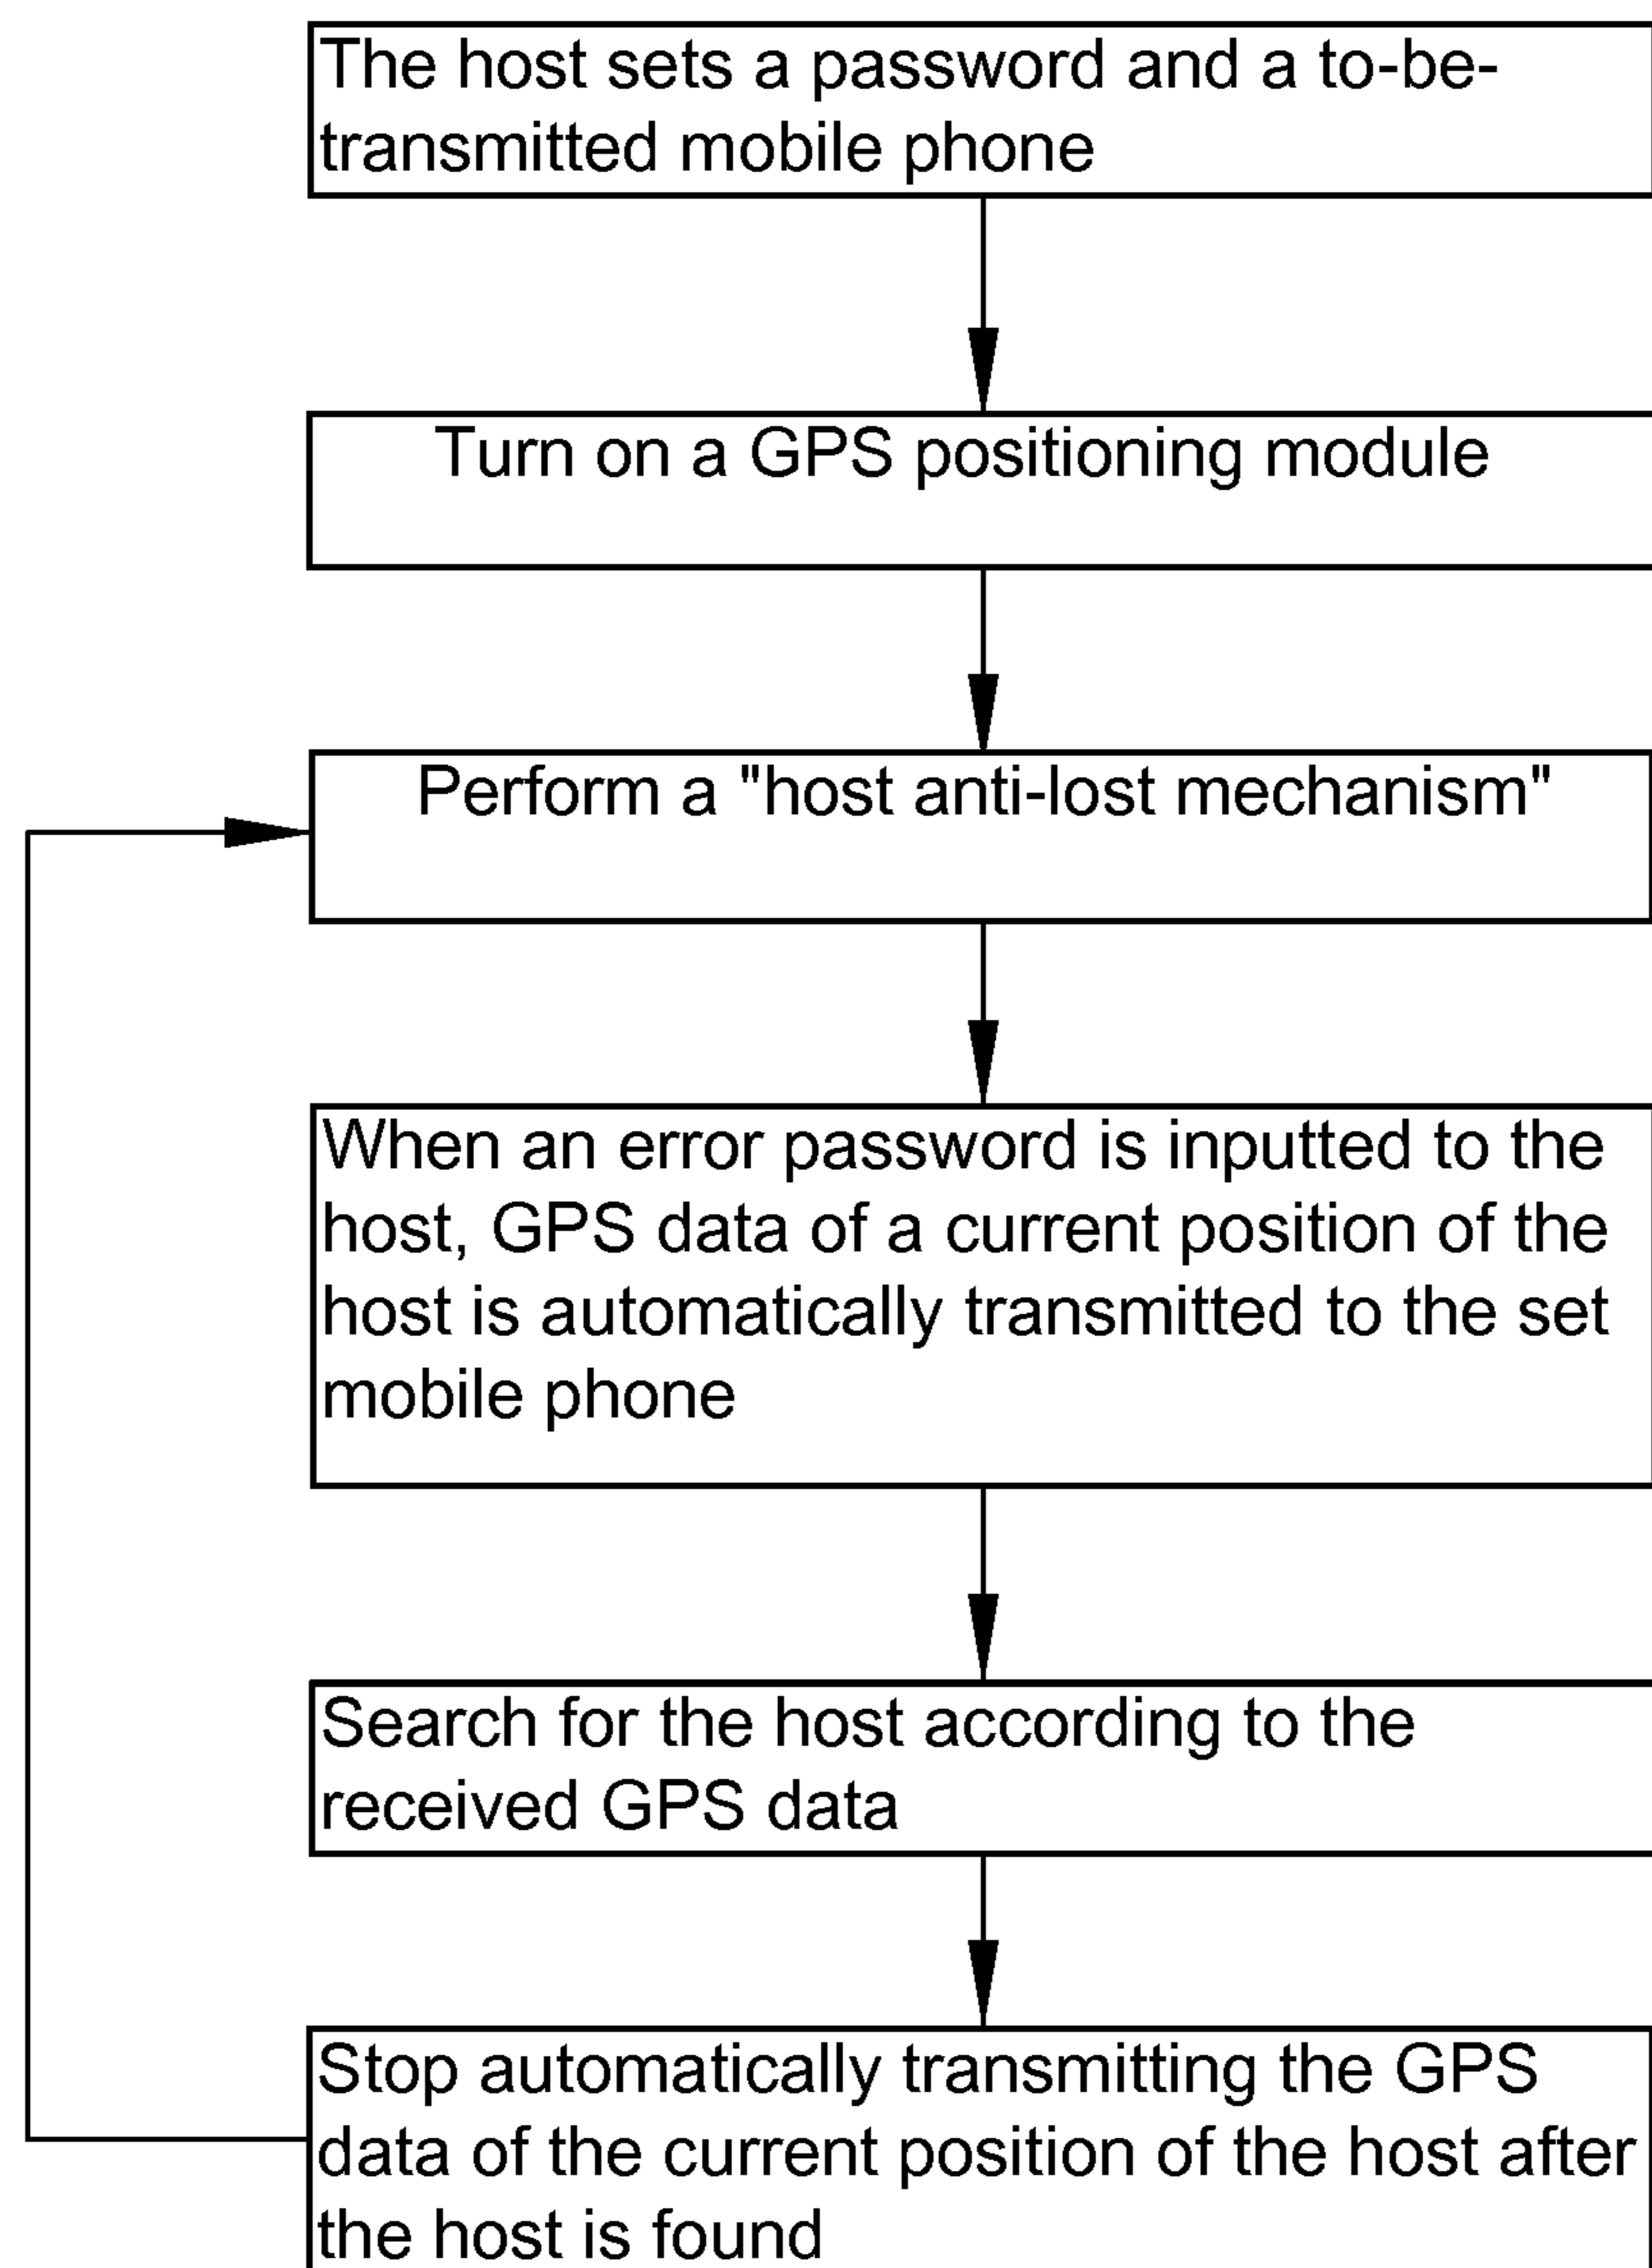 The host sets a password and a to-be-
transmitted mobile phone
Turn on a GPS positioning module
Perform a "host anti-lost mechanism"
When an error password is inputted to the
host, GPS data of a current position of the
host is automatically transmitted to the set
mobile phone
Search for the host according to the
received GPS data
Stop automatically transmitting the GPS
data of the current position of the host after
the host is found